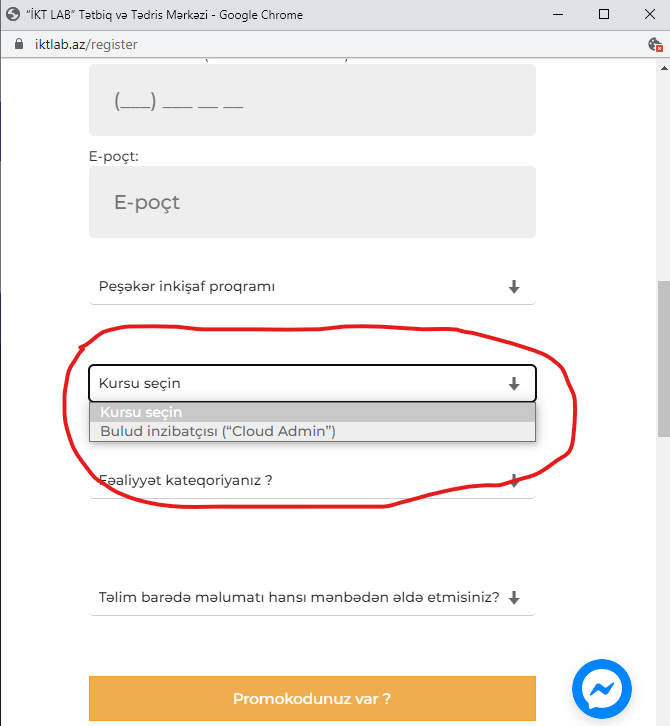 “İKT LAB” Tətbiq və Tədris Mərkəzi - Google Chrome
iktlab.az/register
(___) ___ __ __
E-poçt:
E-poçt
Peşəkər inkişaf proqramı
Kursu seçin
Kursu seçin
Bulud inzibatçısı (“Cloud Admin”)
Fəaliyyət kateqoriyanız ?
Təlim barədə məlumatı hansı mənbədən əldə etmisiniz?
Promokodunuz var ?